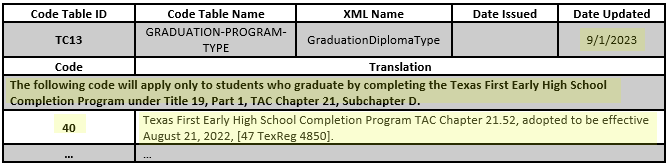 Code Table ID Code Table Name XML Name Date Issued Date Updated
TC13 GRADUATION-PROGRAM-TYPE GraduationDiplomaType 9/1/2023
Code Translation
The following code will apply only to students who graduate by completing the Texas First Early High School
Completion Program under Title 19, Part 1, TAC Chapter 21, Subchapter D.
40 Texas First Early High School Completion Program TAC Chapter 21.52, adopted to be effective
August 21, 2022, [47 TexReg 4850].
... ...